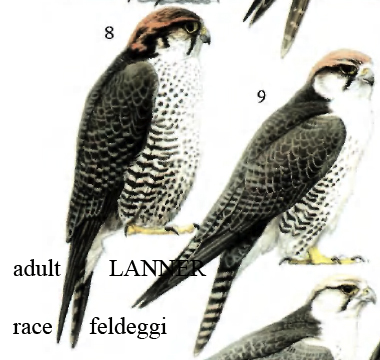 8
9
adult LANNER
race feldeggi